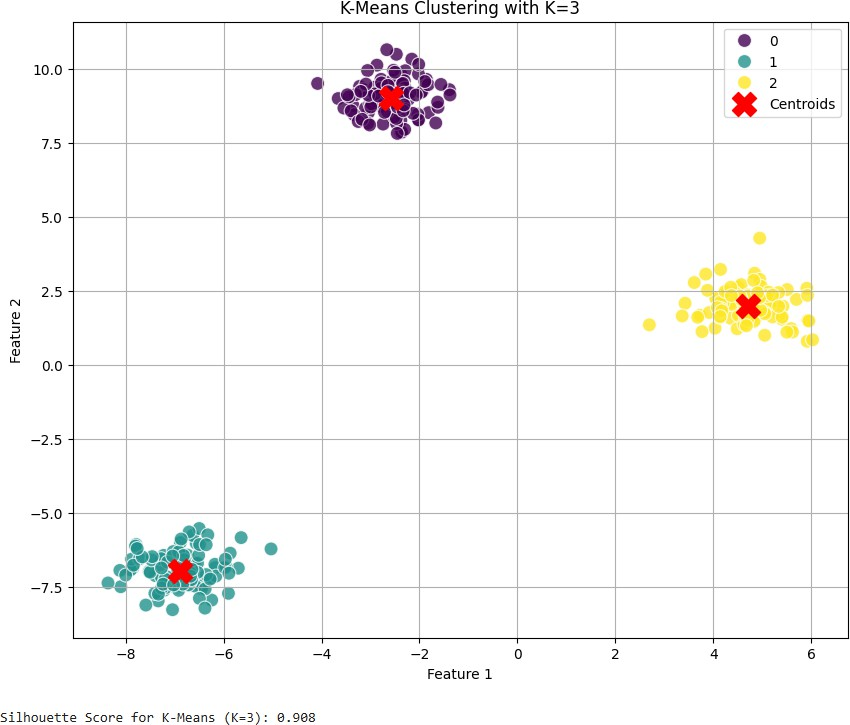 K-Means Clustering with K=3
0
1
2
Centroids
10.0
7.5
5.0
2.5
0.0
−2.5
−5.0
−7.5
Feature 2
−8 −6 −4 −2 0 2 4 6
Feature 1
Silhouette Score for K-Means (K=3): 0.908